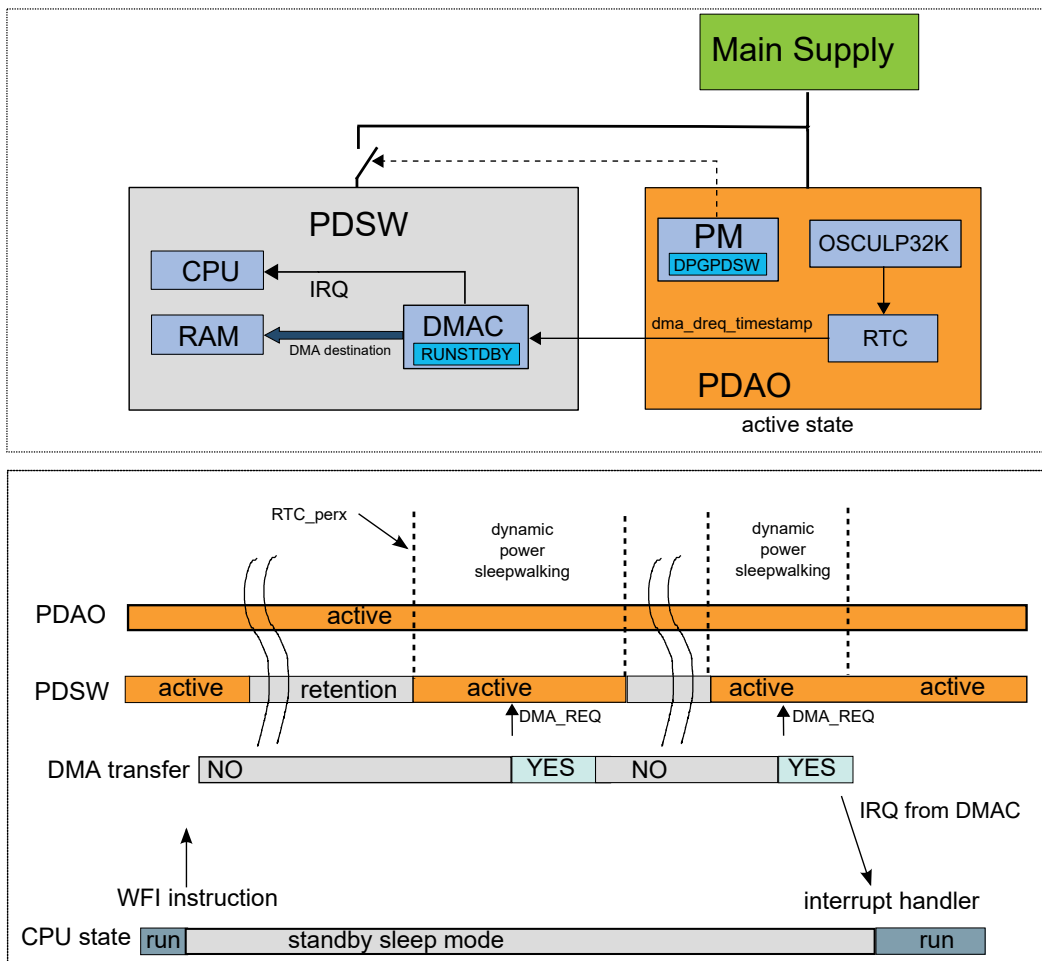 Main Supply
PDSW
PM
DPGPDSW
OSCULP32K
CPU
IRQ
RAM
DMA destination
DMAC
RUNSTDBY
dma_dreq_timestamp
RTC
PDAO
active state
RTC_perx
dynamic
power
sleepwalking
dynamic
power
sleepwalking
PDAO
active
PDSW
active
retention
active
active
active
DMA_REQ
DMA_REQ
DMA transfer
NO
YES
NO
YES
IRQ from DMAC
WFI instruction
interrupt handler
CPU state
run
standby sleep mode
run